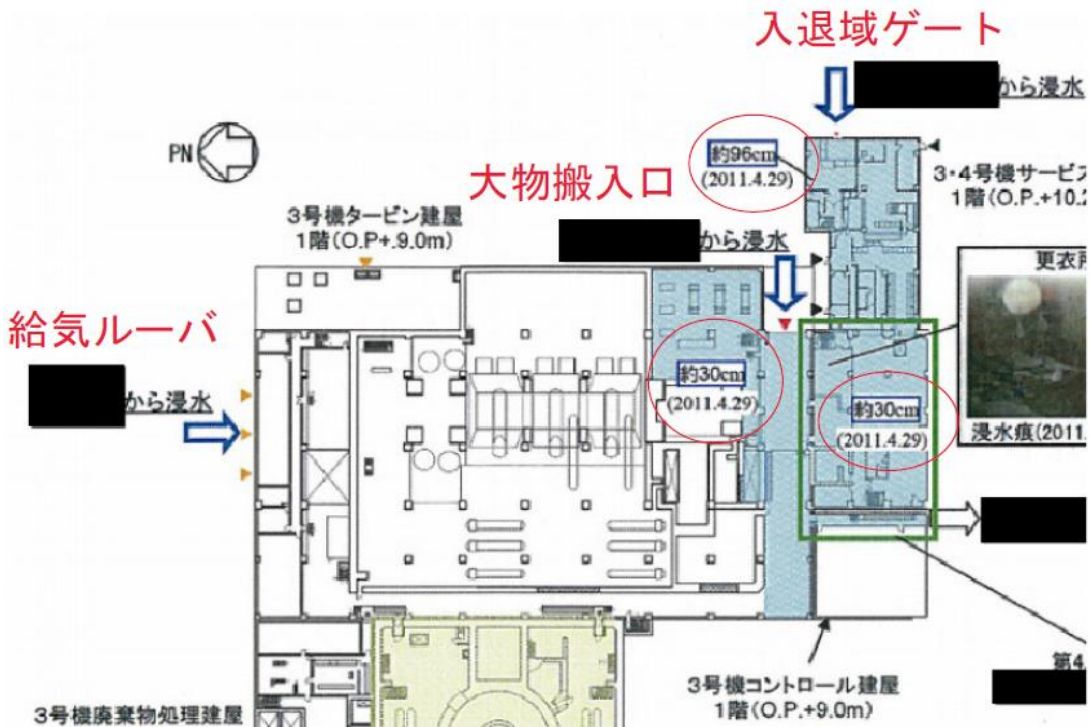 入退域ゲート
から浸水
PN
約96cm
(2011.4.29)
大物搬入口
3・4号機サービス
1階(O.P.+10.2
3号機タービン建屋
1階(O.P+.9.0m)
から浸水
更衣所
給気ルーバ
から浸水
約30cm
(2011.4.29)
約30cm
(2011.4.29)
浸水痕(2011.
第4
3号機コントロール建屋
1階(O.P.+9.0m)
3号機廃棄物処理建屋